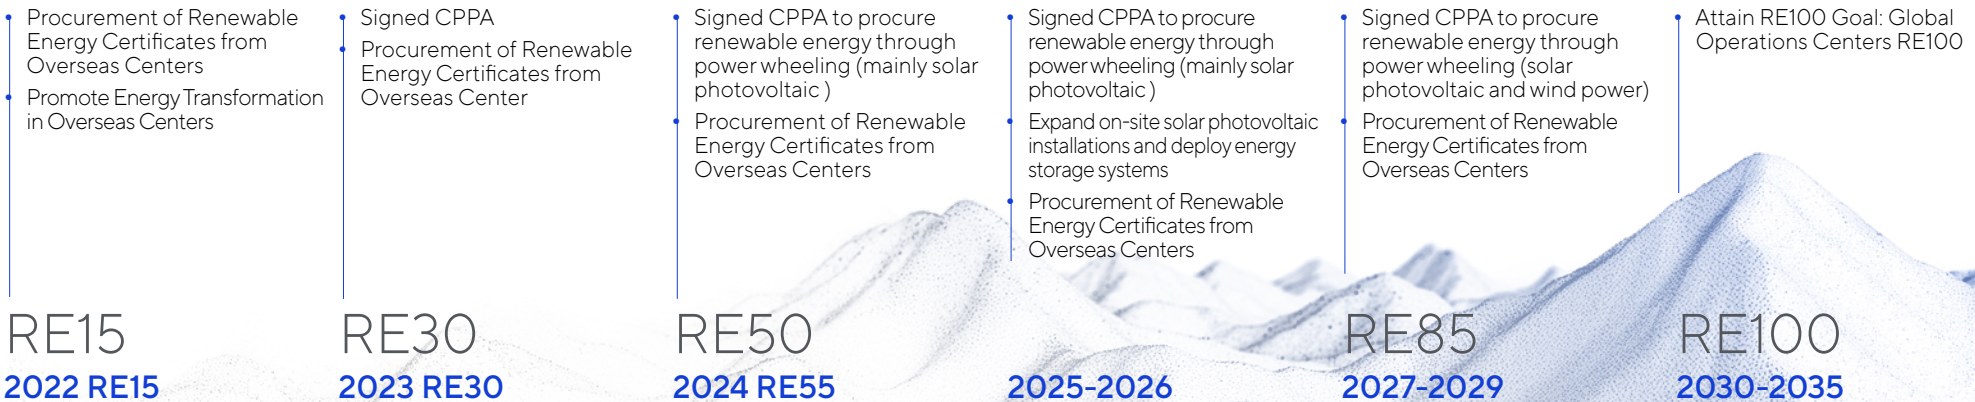 Procurement of Renewable
Energy Certificates from
Overseas Centers
Promote Energy Transformation
in Overseas Centers
RE15
2022 RE15
Signed CPPA
Procurement of Renewable
Energy Certificates from
Overseas Center
RE30
2023 RE30
Signed CPPA to procure
renewable energy through
power wheeling (mainly solar
photovoltaic )
Procurement of Renewable
Energy Certificates from
Overseas Centers
RE50
2024 RE55
Signed CPPA to procure
renewable energy through
power wheeling (mainly solar
photovoltaic )
Expand on-site solar photovoltaic
installations and deploy energy
storage systems
Procurement of Renewable
Energy Certificates from
Overseas Centers
2025-2026
Signed CPPA to procure
renewable energy through
power wheeling (solar
photovoltaic and wind power)
Procurement of Renewable
Energy Certificates from
Overseas Centers
RE85
2027-2029
Attain RE100 Goal: Global
Operations Centers RE100
RE100
2030-2035